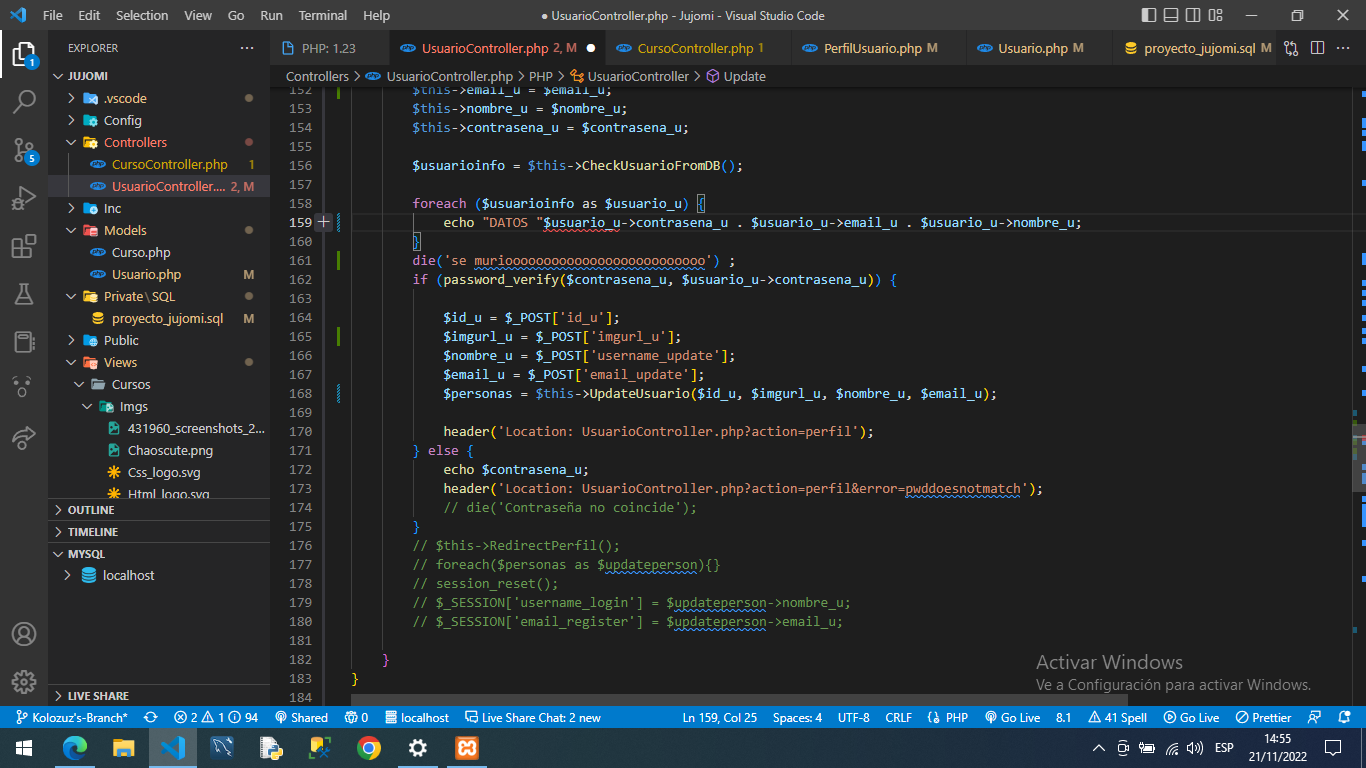 File Edit Selection View Go Run Terminal Help
● UsuarioController.php - Jujomi - Visual Studio Code
EXPLORER
PHP: 1.23
UsuarioController.php 2, M
CursoController.php 1
PerfilUsuario.php M
Usuario.php M
proyecto_jujomi.sql M
Controllers > UsuarioController.php > PHP > UsuarioController > Update
JUJOMI
.vscode
Config
Controllers
CursoController.php 1
UsuarioController.... 2, M
Inc
Models
Curso.php
Usuario.php M
Private\SQL
proyecto_jujomi.sql M
Public
Views
Cursos
Imgs
431960_screenshots_2...
Chaoscute.png
Css_logo.svg
Html_logo.svg
OUTLINE
TIMELINE
MYSQL
localhost
LIVE SHARE
1
5
152 $this->email_u = $email_u;
153 $this->nombre_u = $nombre_u;
154 $this->contrasena_u = $contrasena_u;
155
156 $usuarioinfo = $this->CheckUsuarioFromDB();
157
158 foreach ($usuarioinfo as $usuario_u) {
159 echo "DATOS "$usuario_u->contrasena_u . $usuario_u->email_u . $usuario_u->nombre_u;
160 }
161 die('se murioooooooooooooooooooooooooo') ;
162 if (password_verify($contrasena_u, $usuario_u->contrasena_u)) {
163
164 $id_u = $_POST['id_u'];
165 $imgurl_u = $_POST['imgurl_u'];
166 $nombre_u = $_POST['username_update'];
167 $email_u = $_POST['email_update'];
168 $personas = $this->UpdateUsuario($id_u, $imgurl_u, $nombre_u, $email_u);
169
170 header('Location: UsuarioController.php?action=perfil');
171 } else {
172 echo $contrasena_u;
173 header('Location: UsuarioController.php?action=perfil&error=pwddoesnotmatch');
174 // die('Contraseña no coincide');
175 }
176 // $this->RedirectPerfil();
177 // foreach($personas as $updateperson){}
178 // session_reset();
179 // $_SESSION['username_login'] = $updateperson->nombre_u;
180 // $_SESSION['email_register'] = $updateperson->email_u;
181
182 }
183 }
184
Activar Windows
Ve a Configuración para activar Windows.
Kolozuz's-Branch* 2 1 94 Shared 0 localhost Live Share Chat: 2 new Ln 159, Col 25 Spaces: 4 UTF-8 CRLF PHP Go Live 8.1 41 Spell Go Live Prettier
ESP
14:55
21/11/2022